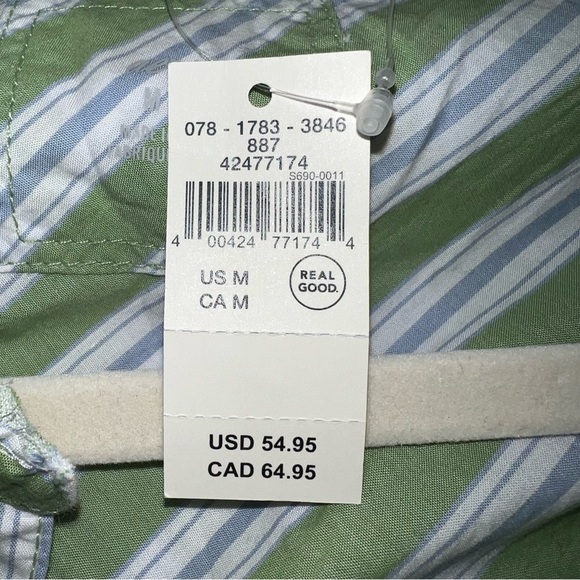 M
078 - 1783 - 3846
887
42477174
S690-0011
4 00424 77174 4
US M
CA M
REAL
GOOD.
USD 54.95
CAD 64.95